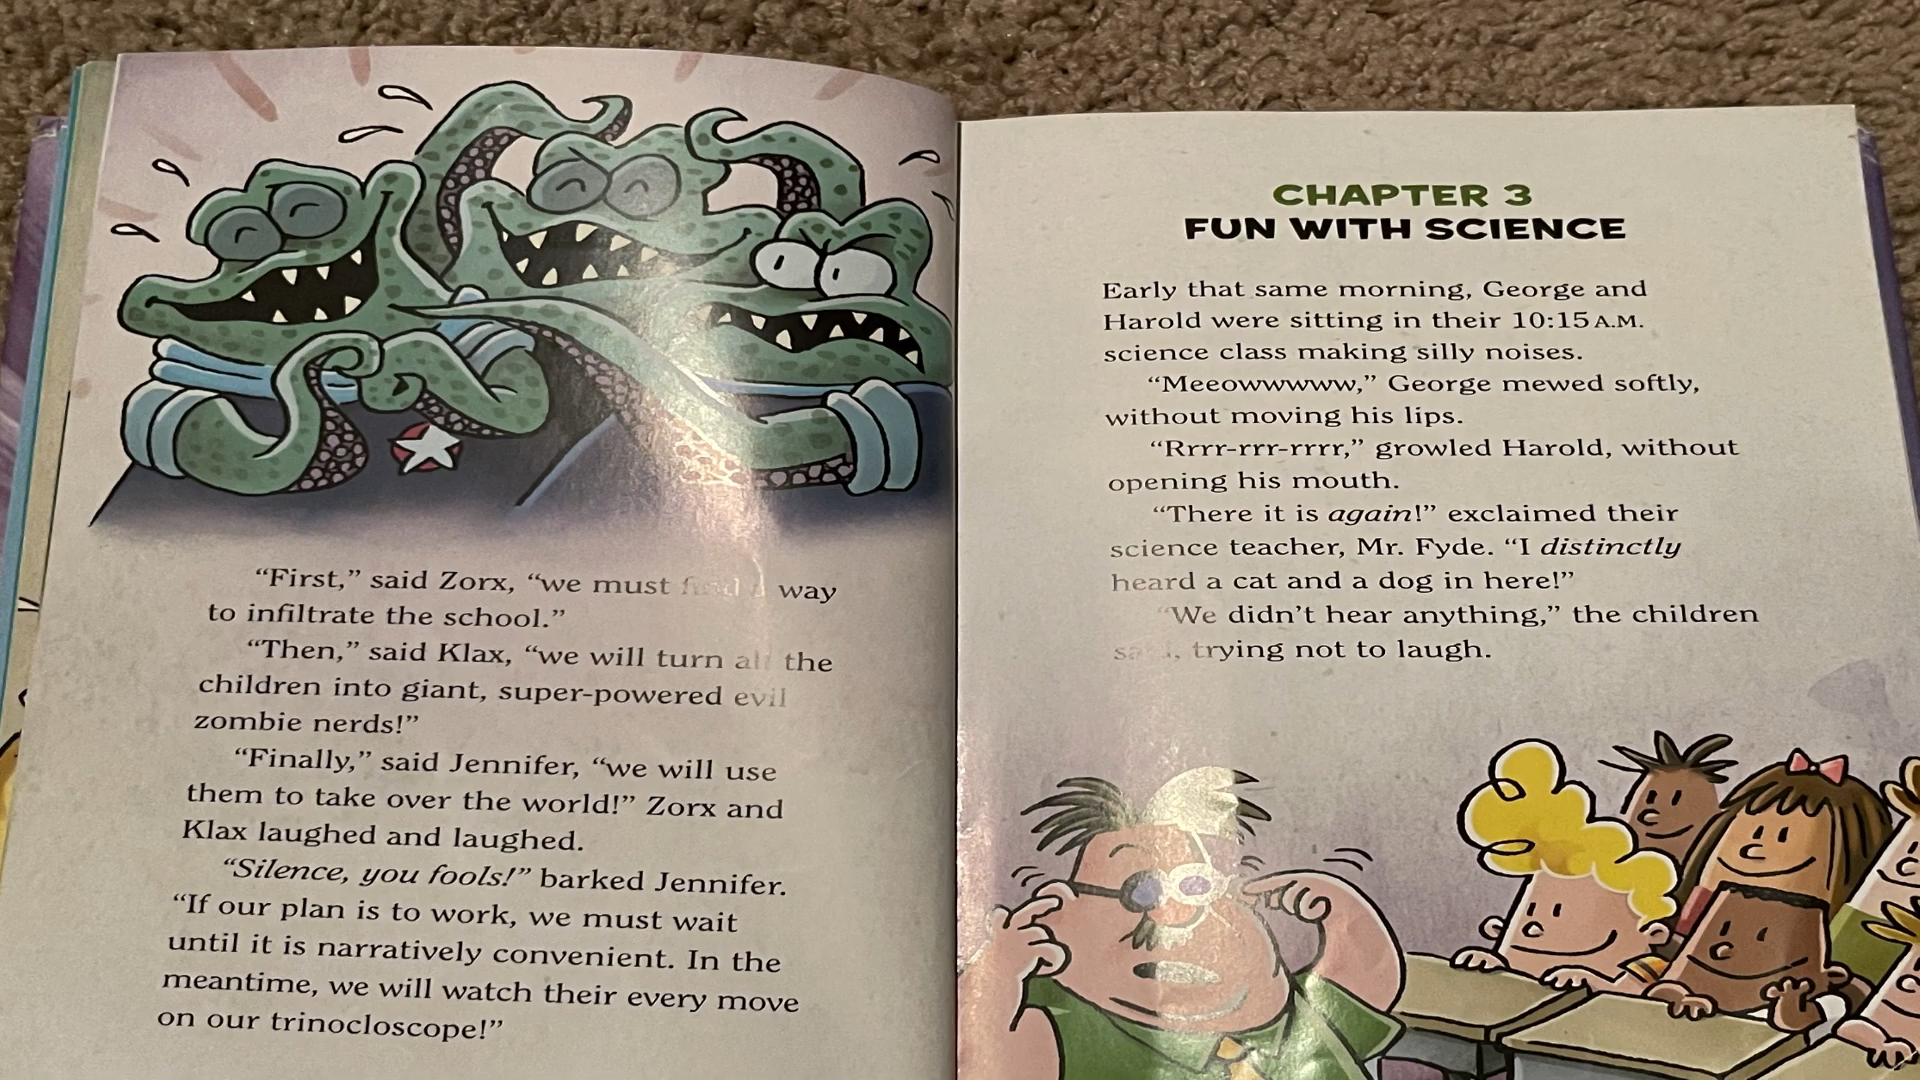 “First,” said Zorx, “we must find a way
to infiltrate the school.”
“Then,” said Klax, “we will turn all the
children into giant, super-powered evil
zombie nerds!”
“Finally,” said Jennifer, “we will use
them to take over the world!” Zorx and
Klax laughed and laughed.
“Silence, you fools!” barked Jennifer.
“If our plan is to work, we must wait
until it is narratively convenient. In the
meantime, we will watch their every move
on our trinocloscope!”
CHAPTER 3
FUN WITH SCIENCE
Early that same morning, George and
Harold were sitting in their 10:15 A.M.
science class making silly noises.
“Meeowwwww,” George mewed softly,
without moving his lips.
“Rrrr-rrr-rrrr,” growled Harold, without
opening his mouth.
“There it is again!” exclaimed their
science teacher, Mr. Fyde. “I distinctly
heard a cat and a dog in here!”
“We didn’t hear anything,” the children
said, trying not to laugh.